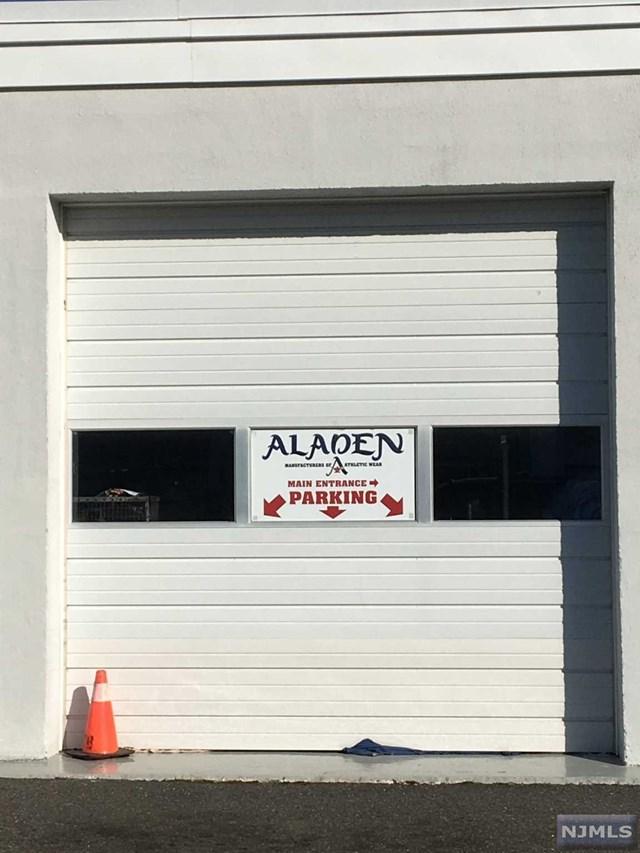 ALADEN
MANUFACTURERS OF A ATHLETIC WEAR
MAIN ENTRANCE →
PARKING
NJMLS